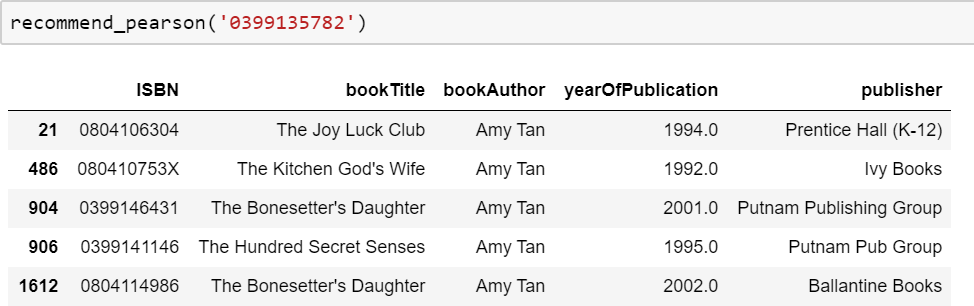 recommend_pearson('0399135782')
ISBN bookTitle bookAuthor yearOfPublication publisher
21 0804106304 The Joy Luck Club Amy Tan 1994.0 Prentice Hall (K-12)
486 080410753X The Kitchen God's Wife Amy Tan 1992.0 Ivy Books
904 0399146431 The Bonesetter's Daughter Amy Tan 2001.0 Putnam Publishing Group
906 0399141146 The Hundred Secret Senses Amy Tan 1995.0 Putnam Pub Group
1612 0804114986 The Bonesetter's Daughter Amy Tan 2002.0 Ballantine Books